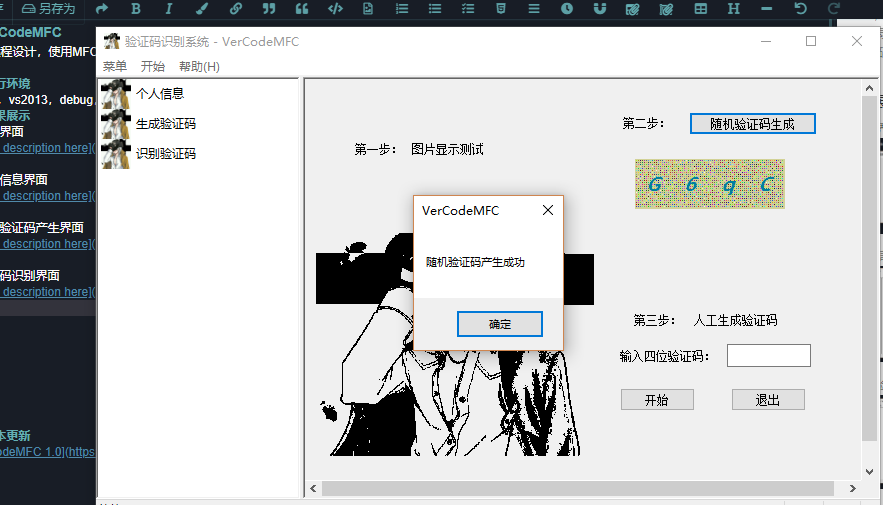 另存为
CodeMFC
验证码识别系统 - VerCodeMFC
程设计，使用MFC
菜单 开始 帮助(H)
行环境
, vs2013，debug，
果展示
界面
description here](
信息界面
description here](
验证码产生界面
description here](
码识别界面
description here](
本更新
odeMFC 1.0](https
个人信息
生成验证码
识别验证码
第一步： 图片显示测试
第二步：
随机验证码生成
G 6 q C
VerCodeMFC
随机验证码产生成功
确定
第三步： 人工生成验证码
输入四位验证码：
开始
退出